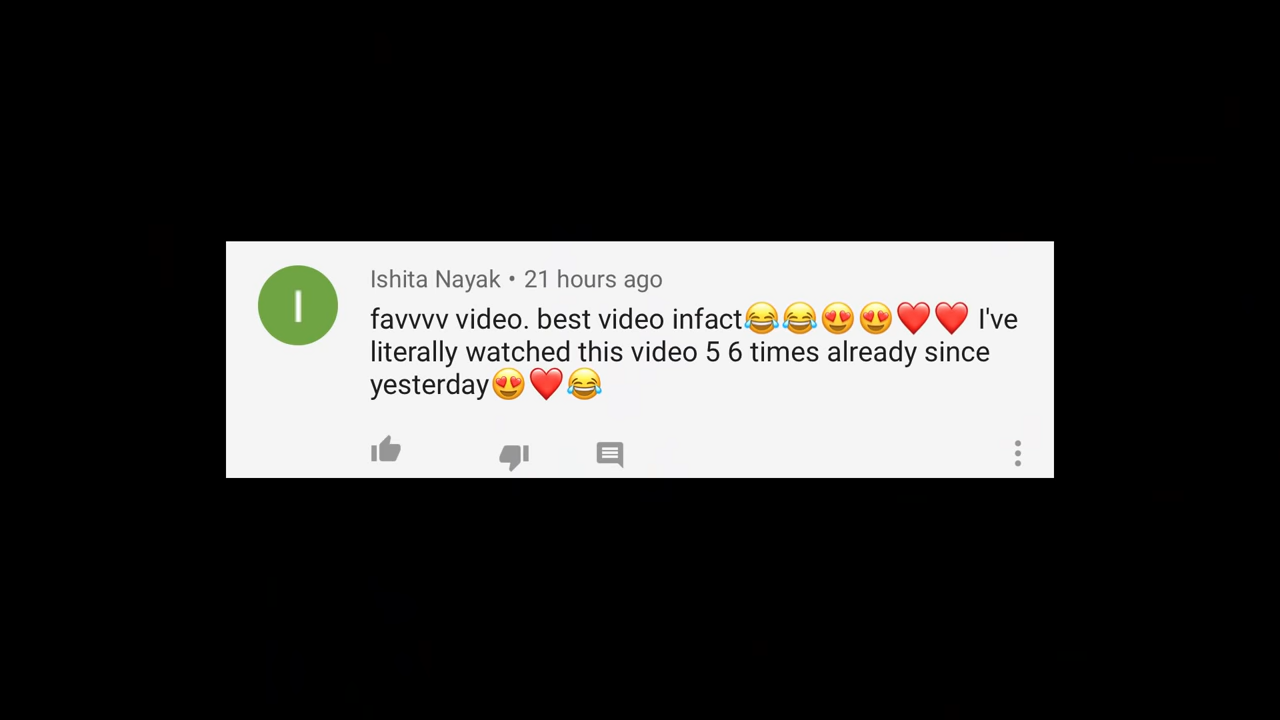 I
Ishita Nayak • 21 hours ago
favvvv video. best video infact😂😂😍😍❤️❤️ I've
literally watched this video 5 6 times already since
yesterday😍❤️😂